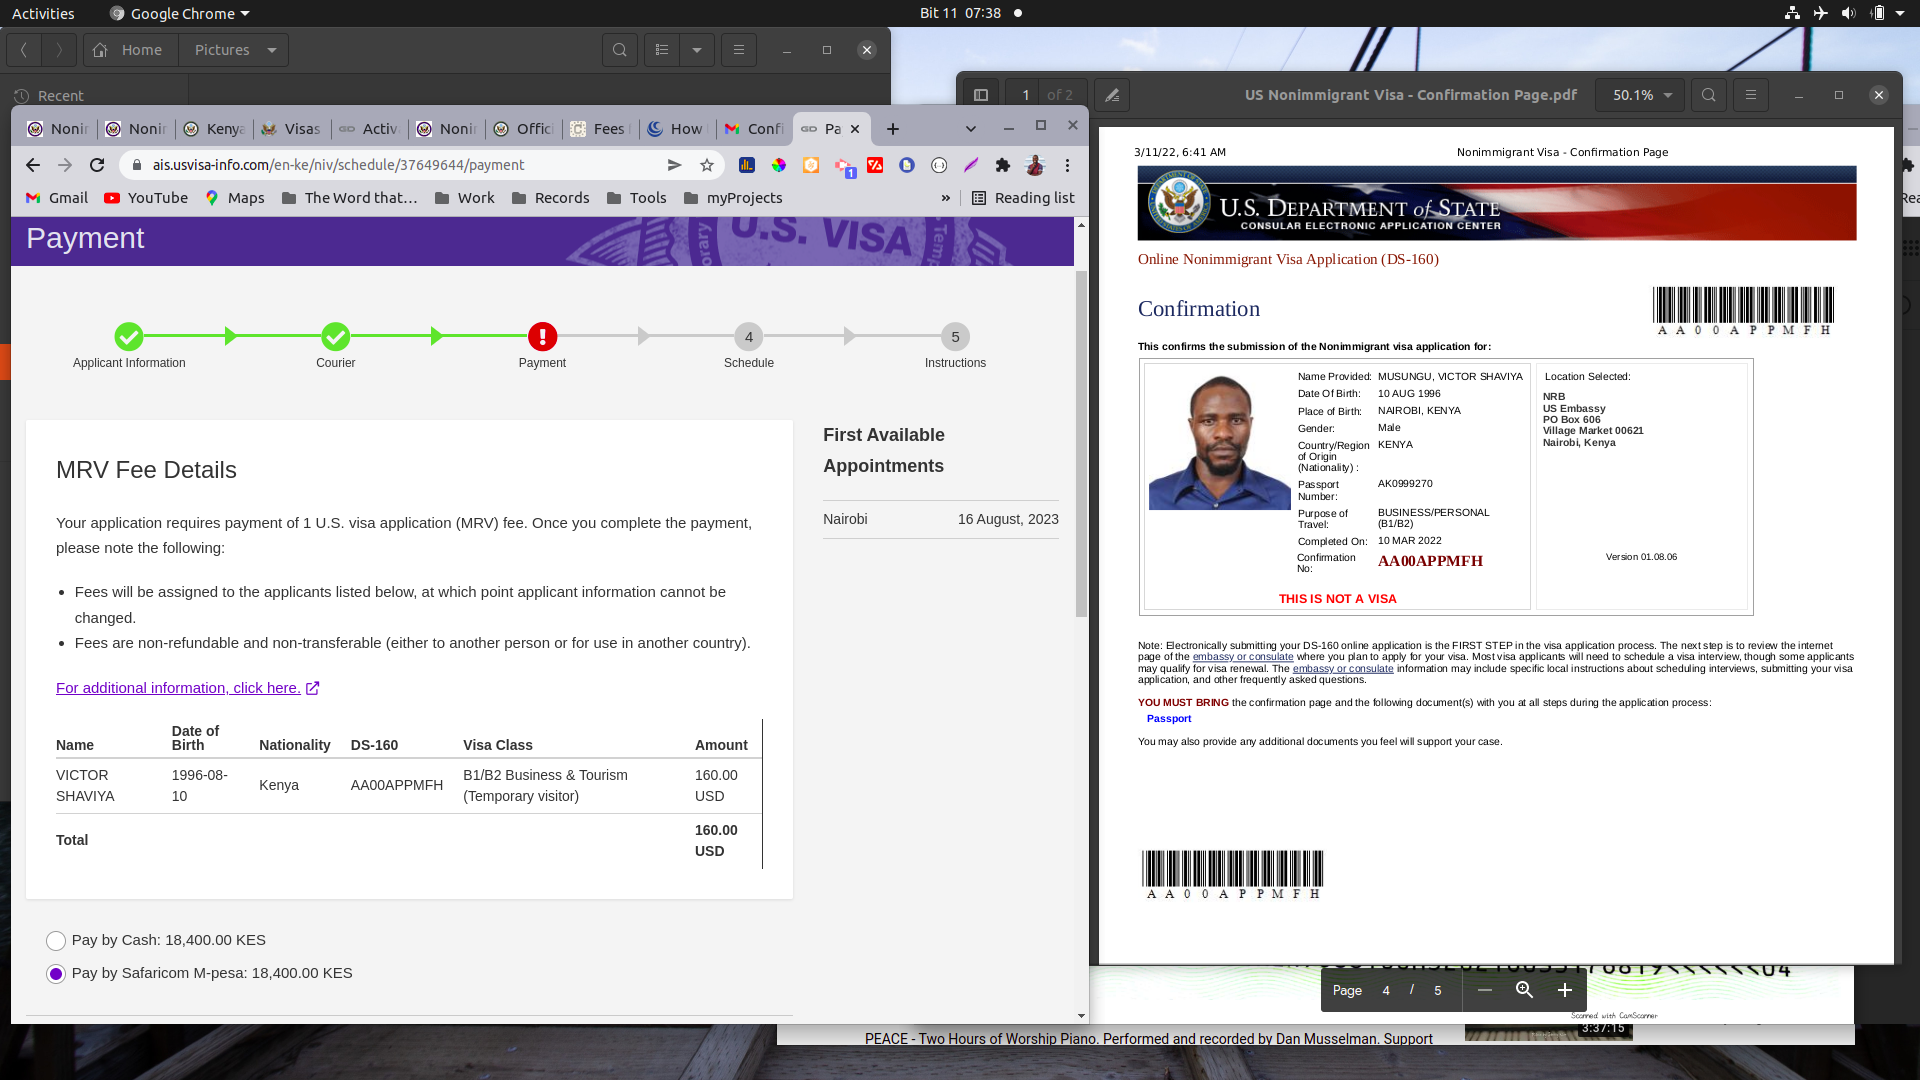 Activities
Google Chrome
Bit 11 07:38
Home
Pictures
Recent
Nonir
Nonir
Kenya
Visas
Activ
Nonir
Offici
Fees
How
Confi
Pa
ais.usvisa-info.com/en-ke/niv/schedule/37649644/payment
1
Gmail
YouTube
Maps
The Word that…
Work
Records
Tools
myProjects
»
Reading list
Payment
U.S. VISA
Applicant Information
Courier
Payment
4
Schedule
5
Instructions
MRV Fee Details
Your application requires payment of 1 U.S. visa application (MRV) fee. Once you complete the payment,
please note the following:
• Fees will be assigned to the applicants listed below, at which point applicant information cannot be
changed.
• Fees are non-refundable and non-transferable (either to another person or for use in another country).
For additional information, click here.
Name Date of Birth Nationality DS-160 Visa Class Amount
VICTOR SHAVIYA 1996-08-10 Kenya AA00APPMFH B1/B2 Business & Tourism (Temporary visitor) 160.00 USD
Total 160.00 USD
Pay by Cash: 18,400.00 KES
Pay by Safaricom M-pesa: 18,400.00 KES
First Available
Appointments
Nairobi 16 August, 2023
1 of 2
US Nonimmigrant Visa - Confirmation Page.pdf
50.1%
3/11/22, 6:41 AM
Nonimmigrant Visa - Confirmation Page
U.S. DEPARTMENT of STATE
CONSULAR ELECTRONIC APPLICATION CENTER
Online Nonimmigrant Visa Application (DS-160)
Confirmation
A A 0 0 A P P M F H
This confirms the submission of the Nonimmigrant visa application for:
Name Provided: MUSUNGU, VICTOR SHAVIYA
Date Of Birth: 10 AUG 1996
Place of Birth: NAIROBI, KENYA
Gender: Male
Country/Region of Origin (Nationality) : KENYA
Passport Number: AK0999270
Purpose of Travel: BUSINESS/PERSONAL (B1/B2)
Completed On: 10 MAR 2022
Confirmation No: AA00APPMFH
THIS IS NOT A VISA
Location Selected:
NRB
US Embassy
PO Box 606
Village Market 00621
Nairobi, Kenya
Version 01.08.06
Note: Electronically submitting your DS-160 online application is the FIRST STEP in the visa application process. The next step is to review the internet
page of the embassy or consulate where you plan to apply for your visa. Most visa applicants will need to schedule a visa interview, though some applicants
may qualify for visa renewal. The embassy or consulate information may include specific local instructions about scheduling interviews, submitting your visa
application, and other frequently asked questions.
YOU MUST BRING the confirmation page and the following document(s) with you at all steps during the application process:
Passport
You may also provide any additional documents you feel will support your case.
A A 0 0 A P P M F H
Page 4 / 5
Scanned with CamScanner
3:37:15
PEACE - Two Hours of Worship Piano. Performed and recorded by Dan Musselman. Support